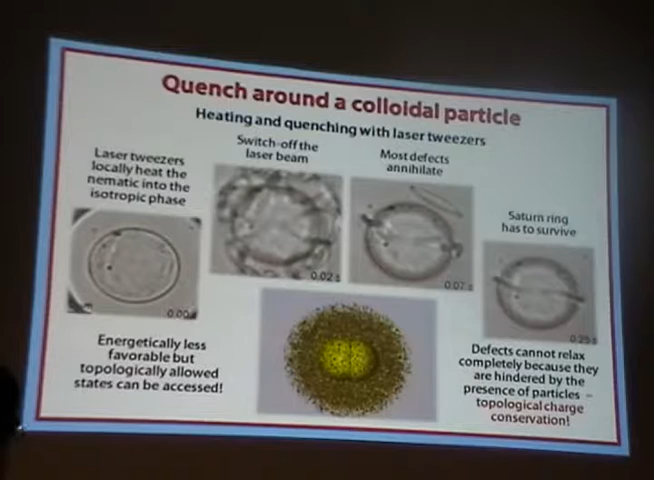 Quench around a colloidal particle
Heating and quenching with laser tweezers
Laser tweezers
locally heat the
nematic into the
isotropic phase
Switch-off the
laser beam
Most defects
annihilate
Saturn ring
has to survive
0.00
0.02 s
0.07 s
0.25 s
Energetically less
favorable but
topologically allowed
states can be accessed!
Defects cannot relax
completely because they
are hindered by the
presence of particles –
topological charge
conservation!